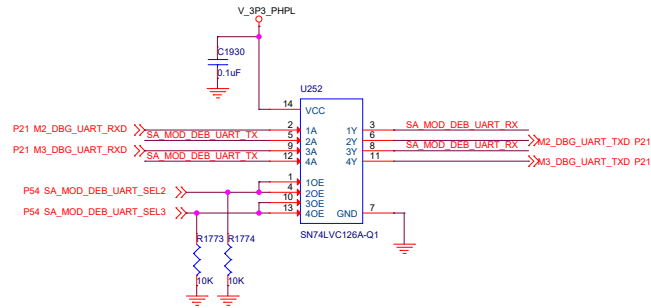 V_3P3_PHPL
C1930
0.1uF
U252
14
VCC
P21 M2_DBG_UART_RXD
2
1A
1Y
3
SA_MOD_DEB_UART_RX
SA_MOD_DEB_UART_TX
5
2A
2Y
6
M2_DBG_UART_TXD P21
P21 M3_DBG_UART_RXD
9
3A
3Y
8
SA_MOD_DEB_UART_RX
SA_MOD_DEB_UART_TX
12
4A
4Y
11
M3_DBG_UART_TXD P21
1
1OE
P54 SA_MOD_DEB_UART_SEL2
4
2OE
10
3OE
P54 SA_MOD_DEB_UART_SEL3
13
4OE
GND
7
SN74LVC126A-Q1
R1773
R1774
10K
10K